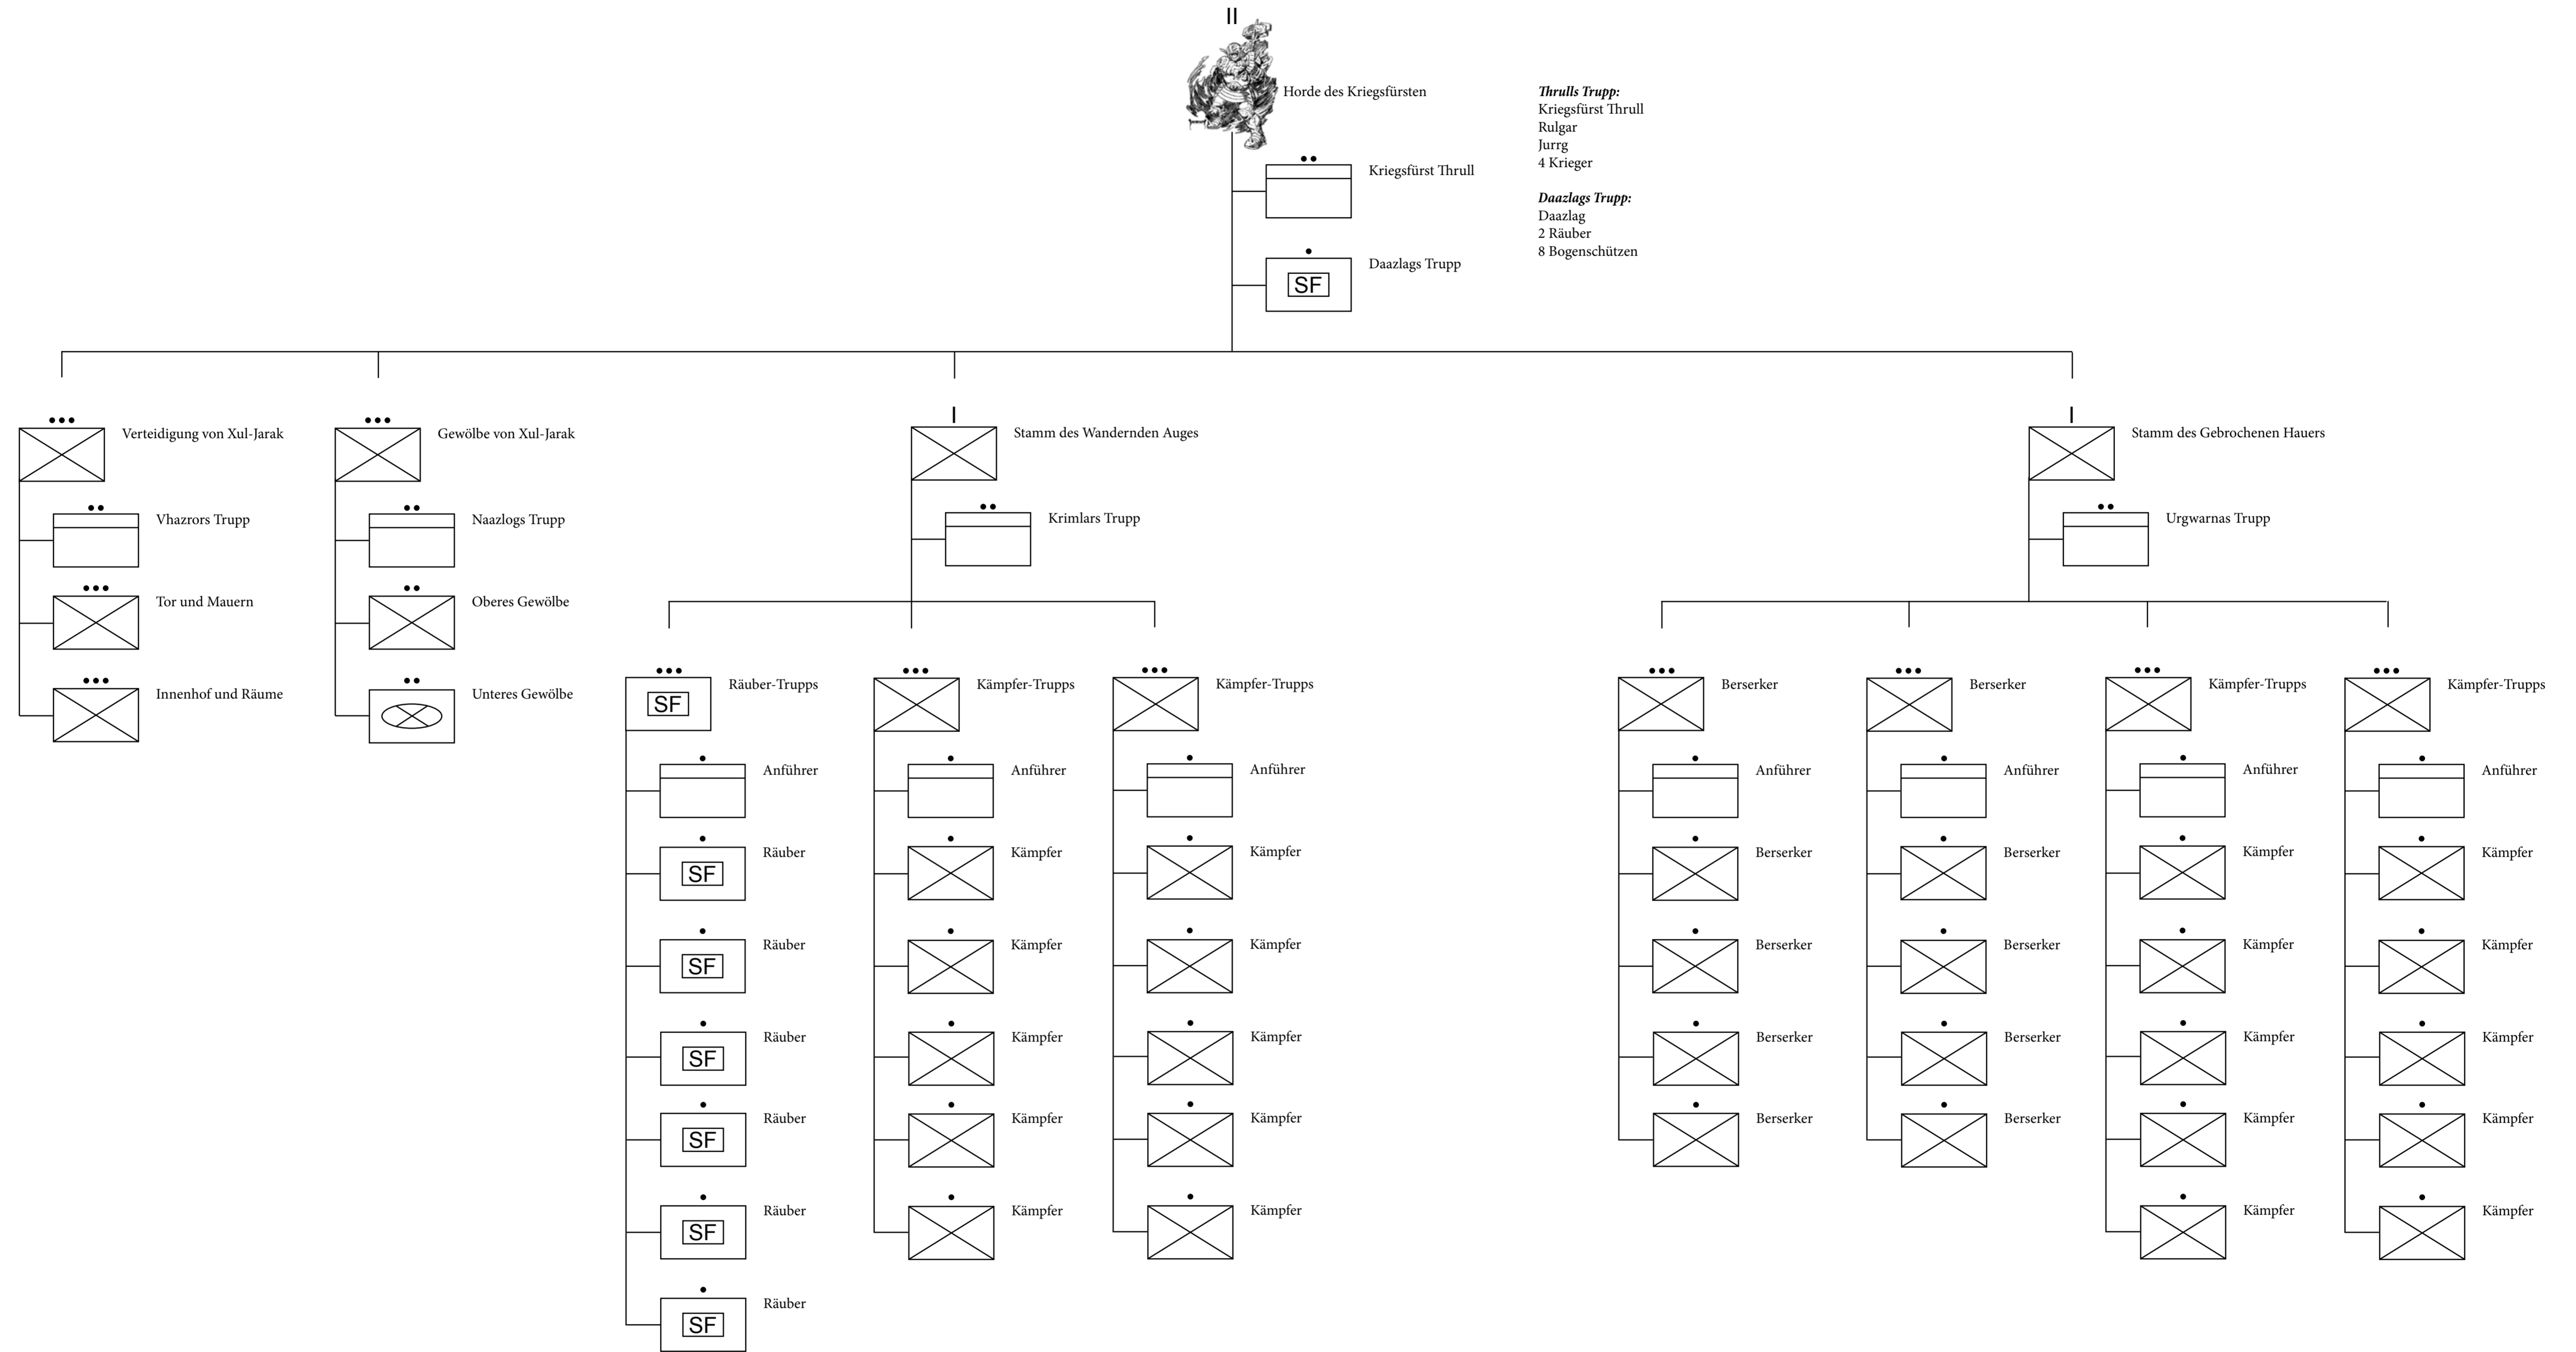 II
Horde des Kriegsfürsten
Thrulls Trupp:
Kriegsfürst Thrull
Rulgar
Jurrg
4 Krieger
Daazlags Trupp:
Daazlag
2 Räuber
8 Bogenschützen
Kriegsfürst Thrull
Daazlags Trupp
SF
Verteidigung von Xul-Jarak
Vhazrors Trupp
Tor und Mauern
Innenhof und Räume
Gewölbe von Xul-Jarak
Naazlogs Trupp
Oberes Gewölbe
Unteres Gewölbe
I
Stamm des Wandernden Auges
Krimlars Trupp
Räuber-Trupps
SF
Anführer
Räuber
SF
Räuber
SF
Räuber
SF
Räuber
SF
Räuber
SF
Räuber
SF
Kämpfer-Trupps
Anführer
Kämpfer
Kämpfer
Kämpfer
Kämpfer
Kämpfer
Kämpfer-Trupps
Anführer
Kämpfer
Kämpfer
Kämpfer
Kämpfer
Kämpfer
I
Stamm des Gebrochenen Hauers
Urgwarnas Trupp
Berserker
Anführer
Berserker
Berserker
Berserker
Berserker
Berserker
Anführer
Berserker
Berserker
Berserker
Berserker
Kämpfer-Trupps
Anführer
Kämpfer
Kämpfer
Kämpfer
Kämpfer
Kämpfer
Kämpfer-Trupps
Anführer
Kämpfer
Kämpfer
Kämpfer
Kämpfer
Kämpfer